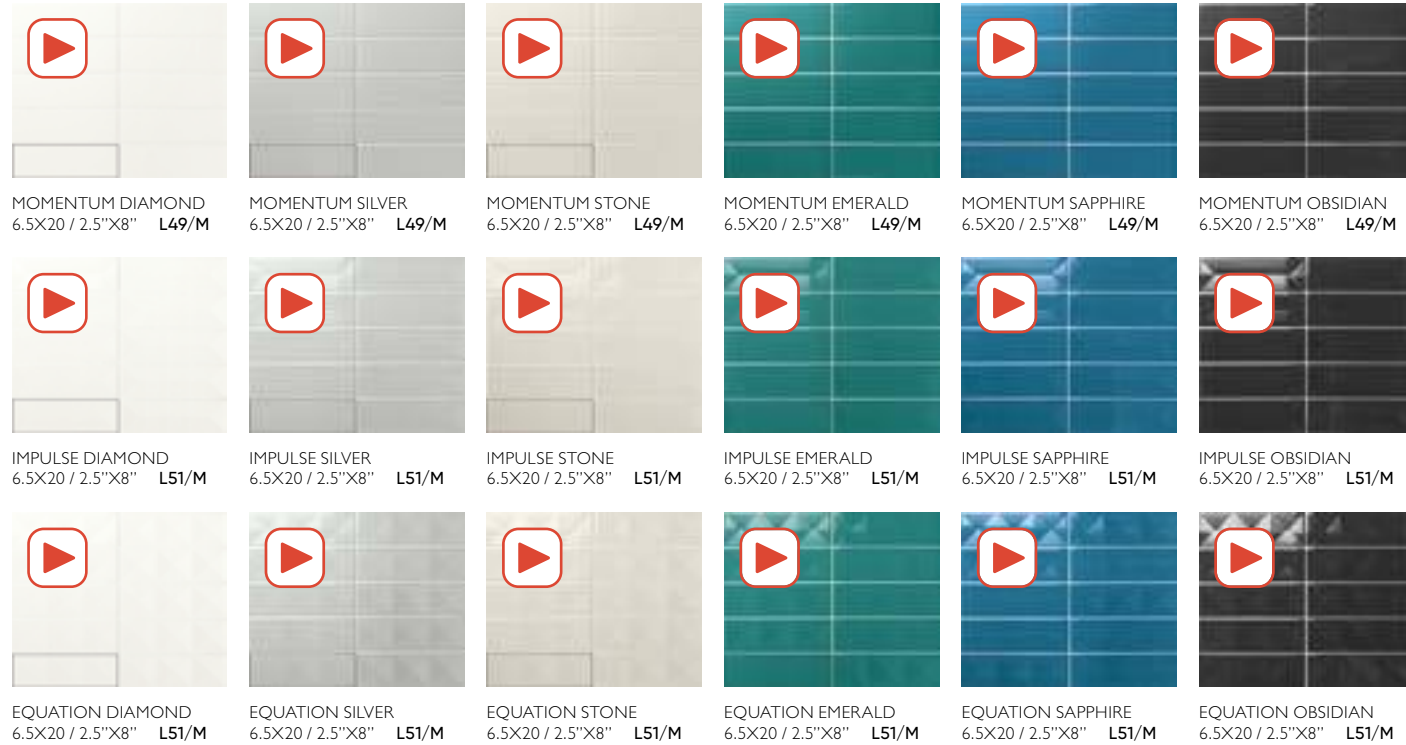 MOMENTUM DIAMOND
6.5X20 / 2.5”X8” L49/M
MOMENTUM SILVER
6.5X20 / 2.5”X8” L49/M
MOMENTUM STONE
6.5X20 / 2.5”X8” L49/M
MOMENTUM EMERALD
6.5X20 / 2.5”X8” L49/M
MOMENTUM SAPPHIRE
6.5X20 / 2.5”X8” L49/M
MOMENTUM OBSIDIAN
6.5X20 / 2.5”X8” L49/M
IMPULSE DIAMOND
6.5X20 / 2.5”X8” L51/M
IMPULSE SILVER
6.5X20 / 2.5”X8” L51/M
IMPULSE STONE
6.5X20 / 2.5”X8” L51/M
IMPULSE EMERALD
6.5X20 / 2.5”X8” L51/M
IMPULSE SAPPHIRE
6.5X20 / 2.5”X8” L51/M
IMPULSE OBSIDIAN
6.5X20 / 2.5”X8” L51/M
EQUATION DIAMOND
6.5X20 / 2.5”X8” L51/M
EQUATION SILVER
6.5X20 / 2.5”X8” L51/M
EQUATION STONE
6.5X20 / 2.5”X8” L51/M
EQUATION EMERALD
6.5X20 / 2.5”X8” L51/M
EQUATION SAPPHIRE
6.5X20 / 2.5”X8” L51/M
EQUATION OBSIDIAN
6.5X20 / 2.5”X8” L51/M